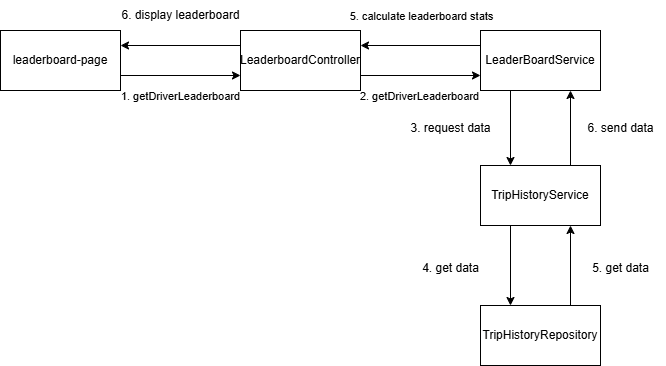 6. display leaderboard
5. calculate leaderboard stats
leaderboard-page
LeaderboardController
LeaderBoardService
1. getDriverLeaderboard
2. getDriverLeaderboard
3. request data
6. send data
TripHistoryService
4. get data
5. get data
TripHistoryRepository